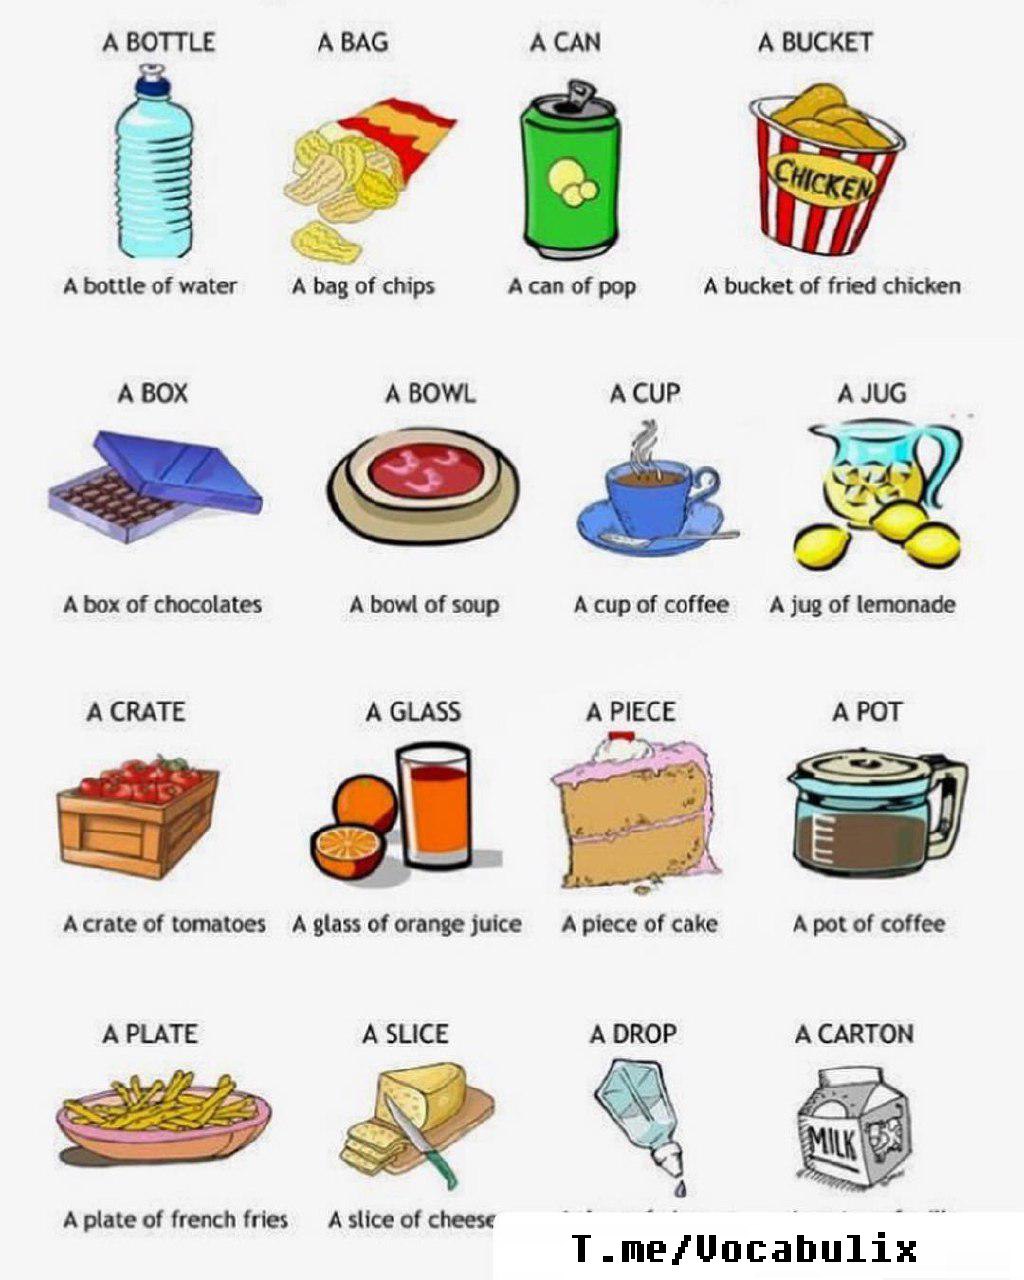 A BOTTLE A BAG A CAN A BUCKET
CHICKEN
A bottle of water A bag of chips A can of pop A bucket of fried chicken
A BOX A BOWL A CUP A JUG
A box of chocolates A bowl of soup A cup of coffee A jug of lemonade
A CRATE A GLASS A PIECE A POT
A crate of tomatoes A glass of orange juice A piece of cake A pot of coffee
A PLATE A SLICE A DROP A CARTON
MILK
A plate of french fries A slice of cheese
T.me/Vocabulix